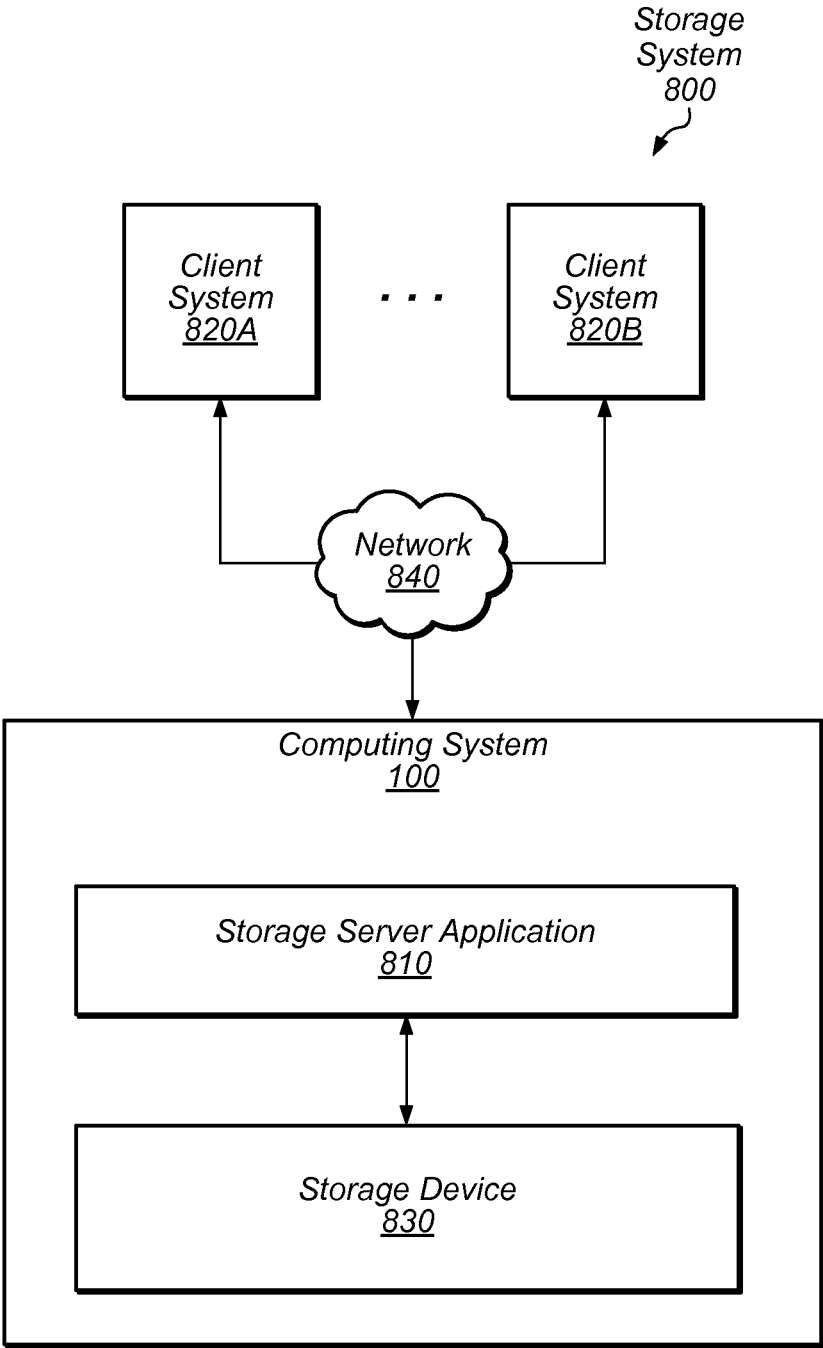 Storage
System
800
Client
System
820A
. . .
Client
System
820B
Network
840
Computing System
100
Storage Server Application
810
Storage Device
830